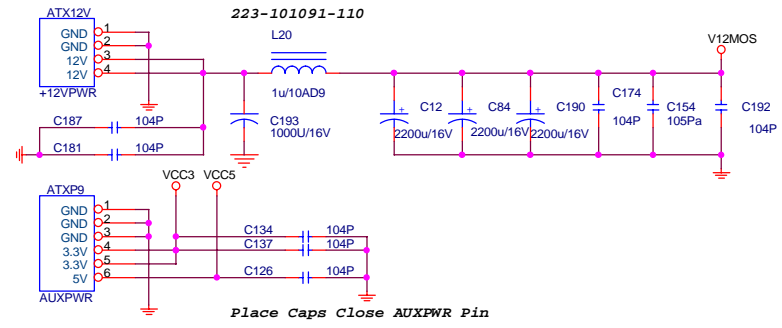 ATX12V
GND 1
GND 2
12V 3
12V 4
+12VPWR
223-101091-110
L20
1u/10AD9
C193
1000U/16V
C187 104P
C181 104P
V12MOS
C12
2200u/16V
C84
2200u/16V
C190
2200u/16V
C174
104P
C154
105Pa
C192
104P
ATXP9
GND 1
GND 2
GND 3
3.3V 4
3.3V 5
5V 6
AUXPWR
VCC3 VCC5
C134 104P
C137 104P
C126 104P
Place Caps Close AUXPWR Pin